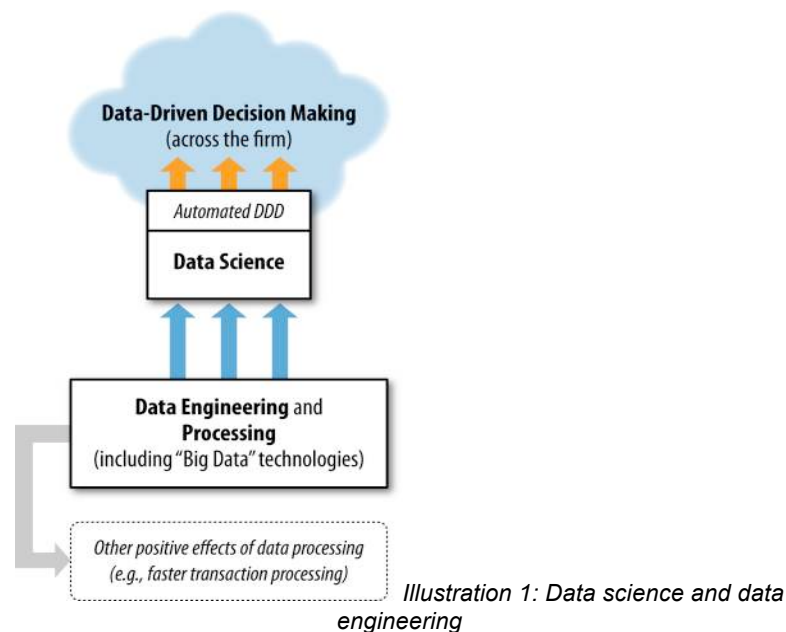 Data-Driven Decision Making
(across the firm)
Automated DDD
Data Science
Data Engineering and
Processing
(including “Big Data” technologies)
Other positive effects of data processing
(e.g., faster transaction processing)
Illustration 1: Data science and data
engineering